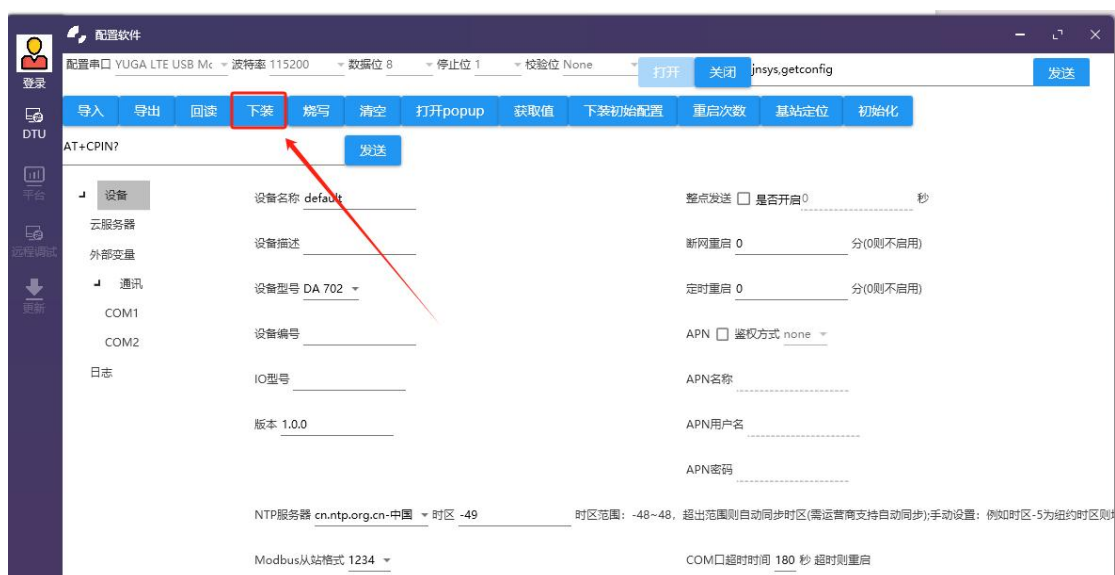 配置软件
登录
DTU
平台
远程调试
更新
配置串口 YUGA LTE USB Mc 波特率 115200 数据位 8 停止位 1 校验位 None 打开 关闭 jnsys,getconfig 发送
导入 导出 回读 下装 烧写 清空 打开popup 获取值 下装初始配置 重启次数 基站定位 初始化
AT+CPIN? 发送
设备
云服务器
外部变量
通讯
COM1
COM2
日志
设备名称 default
设备描述
设备型号 DA 702
设备编号
IO型号
版本 1.0.0
整点发送 是否开启0 秒
断网重启 0 分(0则不启用)
定时重启 0 分(0则不启用)
APN 鉴权方式 none
APN名称
APN用户名
APN密码
NTP服务器 cn.ntp.org.cn-中国 时区 -49 时区范围：-48~48，超出范围则自动同步时区(需运营商支持自动同步);手动设置：例如时区-5为纽约时区则
Modbus从站格式 1234 COM口超时时间 180 秒 超时则重启